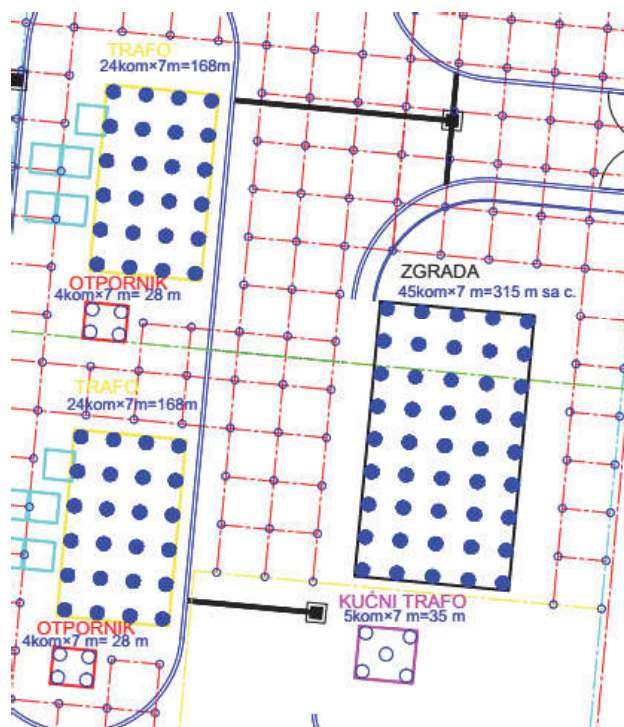 TRAFO
24kom×7m=168m
OTPORNIK
4kom×7 m= 28 m
ZGRADA
45kom×7 m=315 m sa c.
TRAFO
24kom×7m=168m
OTPORNIK
4kom×7 m= 28 m
KUĆNI TRAFO
5kom×7 m=35 m